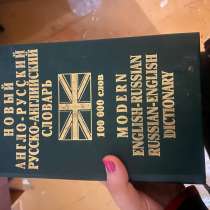 НОВЫЙ
АНГЛО-РУССКИЙ
РУССКО-АНГЛИЙСКИЙ
СЛОВАРЬ
100 000 слов
MODERN
ENGLISH-RUSSIAN
RUSSIAN-ENGLISH
DICTIONARY